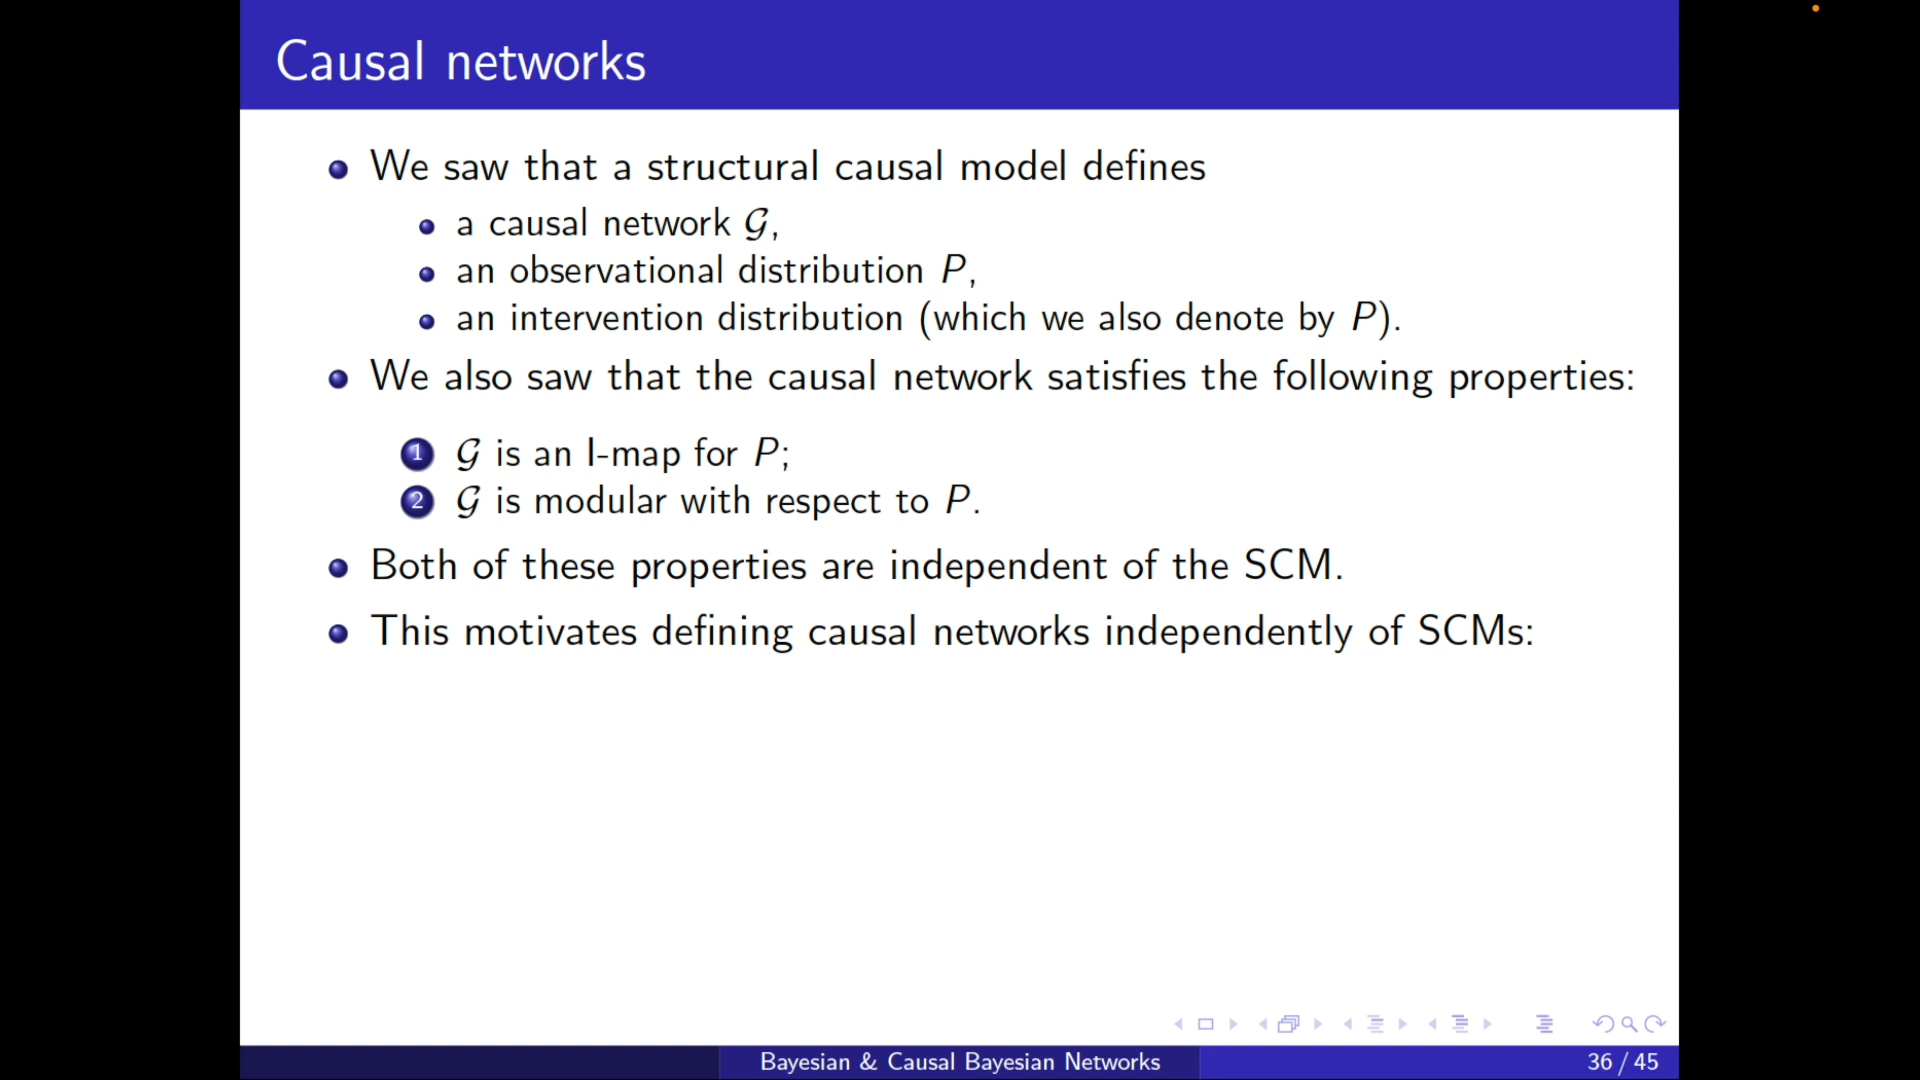 Causal networks
We saw that a structural causal model defines
a causal network 𝒢,
an observational distribution P,
an intervention distribution (which we also denote by P).
We also saw that the causal network satisfies the following properties:
1 𝒢 is an I-map for P;
2 𝒢 is modular with respect to P.
Both of these properties are independent of the SCM.
This motivates defining causal networks independently of SCMs:
Bayesian & Causal Bayesian Networks
36 / 45